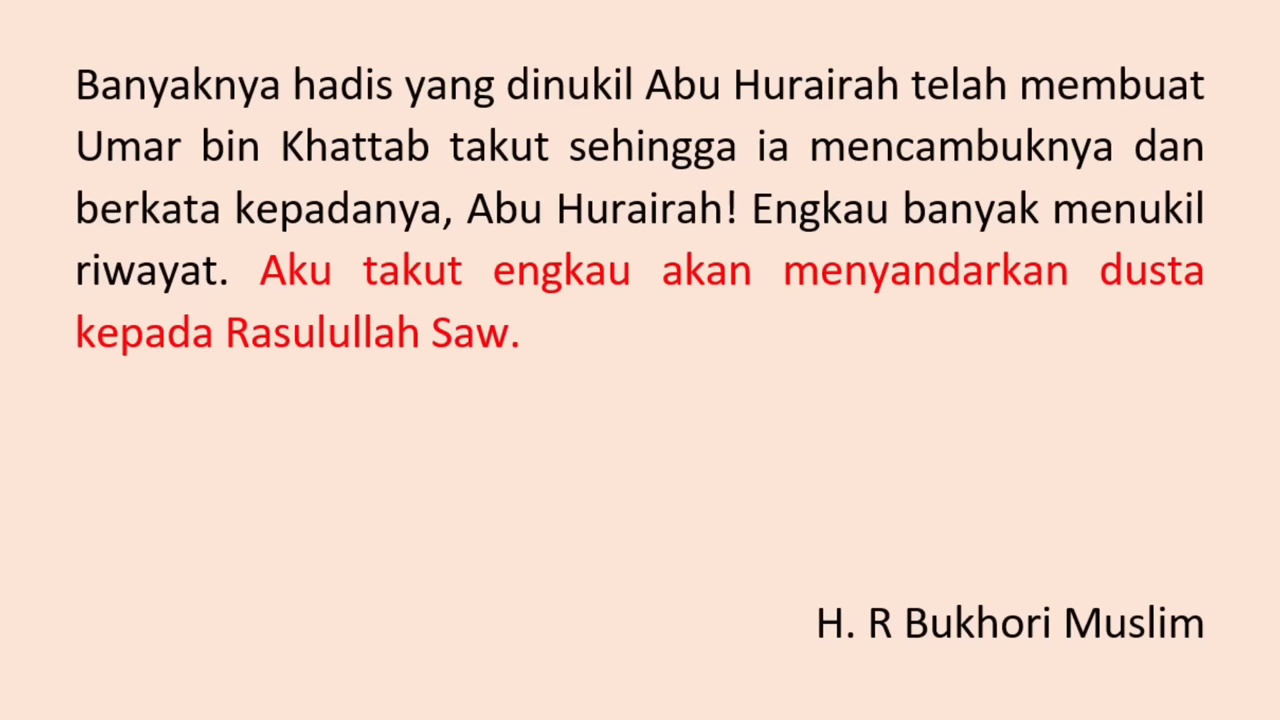 Banyaknya hadis yang dinukil Abu Hurairah telah membuat
Umar bin Khattab takut sehingga ia mencambuknya dan
berkata kepadanya, Abu Hurairah! Engkau banyak menukil
riwayat. Aku takut engkau akan menyandarkan dusta
kepada Rasulullah Saw.
H. R Bukhori Muslim